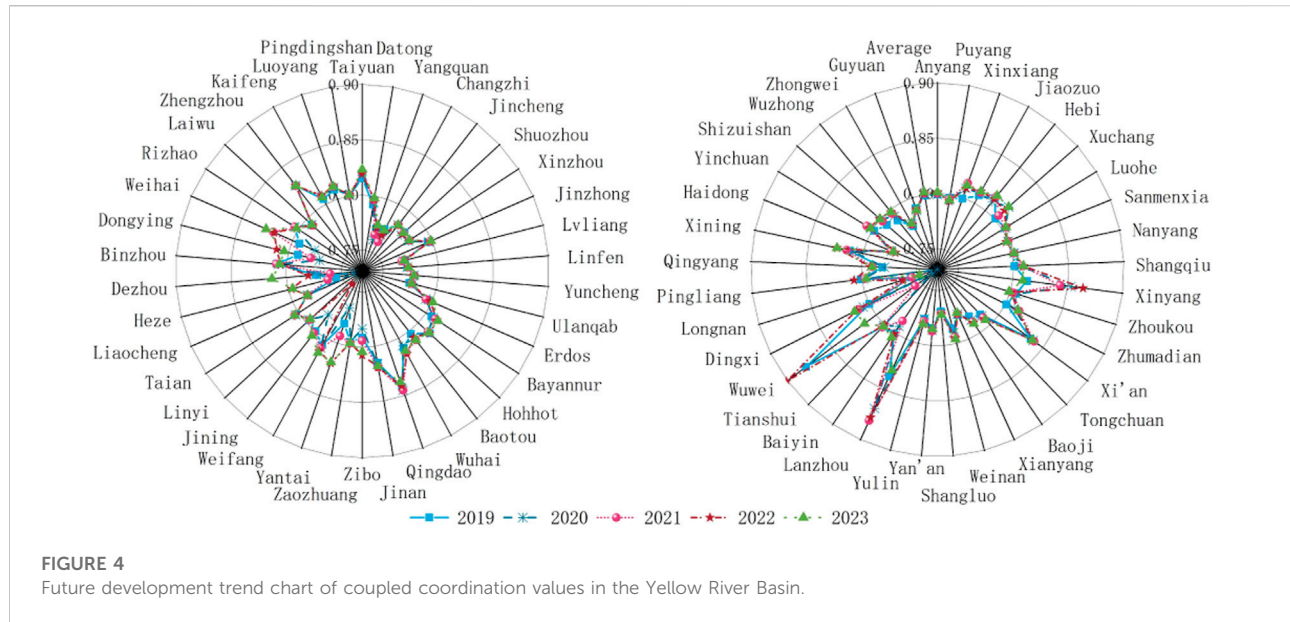 Pingdingshan Datong
Luoyang Taiyuan Yangquan
Kaifeng 0.90 Changzhi
Zhengzhou Jincheng
Laiwu 0.85 Shuozhou
Rizhao Xinzhou
Weihai Jinzhong
Dongying 0.75 Lvliang
Binzhou Linfen
Dezhou Yuncheng
Heze Ulanqab
Liaocheng Erdos
Taian Bayannur
Linyi Hohhot
Jining Baotou
Weifang Wuhai
Yantai Qingdao
Zaozhuang Zibo Jinan
Average Puyang
Guyuan 0.90 Anyang Xinxiang
Zhongwei Jiaozuo
Wuzhong 0.85 Hebi
Shizuishan Xuchang
Yinchuan Luohe
Haidong Sanmenxia
Xining 0.75 Nanyang
Qingyang Shangqiu
Pingliang Xinyang
Longnan Zhoukou
Dingxi Zhumadian
Wuwei Xi'an
Tianshui Tongchuan
Baiyin Baoji
Lanzhou Xianyang
Yulin Yan'an Weinan
Shangluo
2019 2020 2021 2022 2023
FIGURE 4
Future development trend chart of coupled coordination values in the Yellow River Basin.